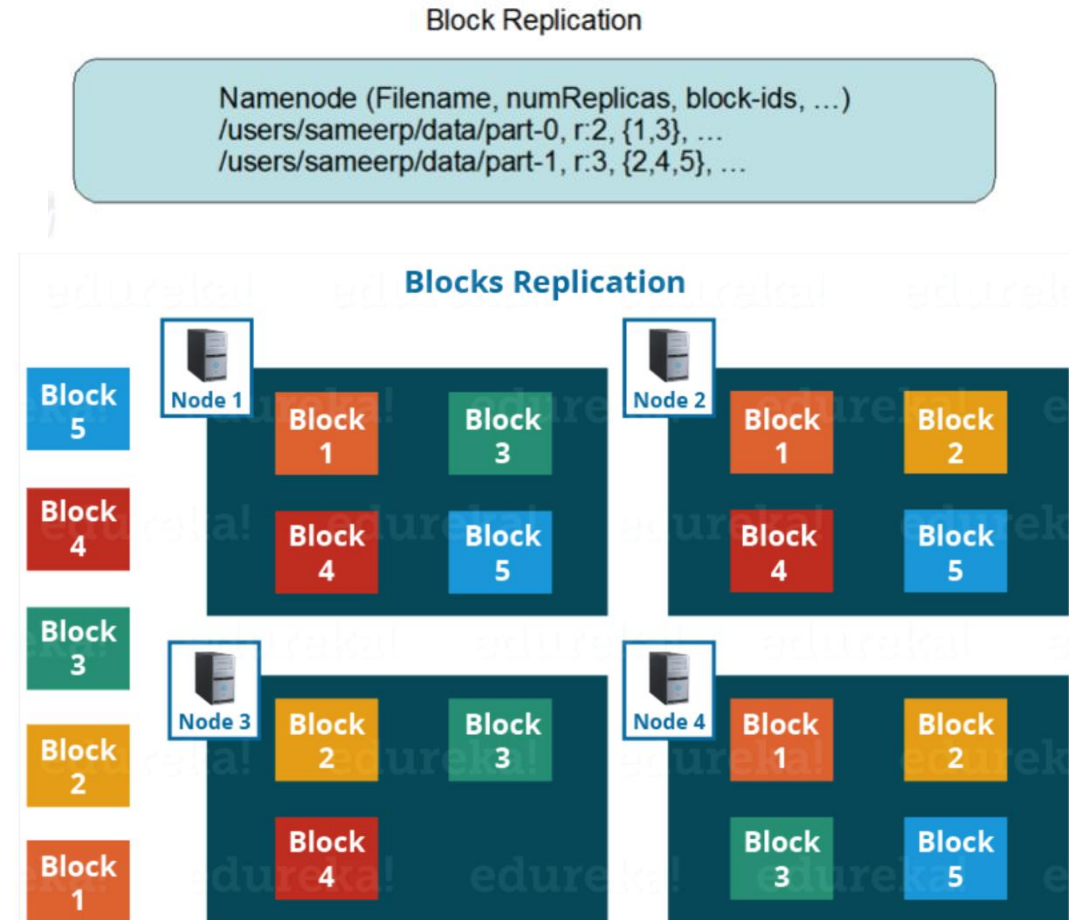 Block Replication
Namenode (Filename, numReplicas, block-ids, …)
/users/sameerp/data/part-0, r:2, {1,3}, …
/users/sameerp/data/part-1, r:3, {2,4,5}, …
Blocks Replication
Block
5
Block
4
Block
3
Block
2
Block
1
Node 1
Block
1
Block
3
Block
4
Block
5
Node 2
Block
1
Block
2
Block
4
Block
5
Node 3
Block
2
Block
3
Block
4
Node 4
Block
1
Block
2
Block
3
Block
5
edureka!